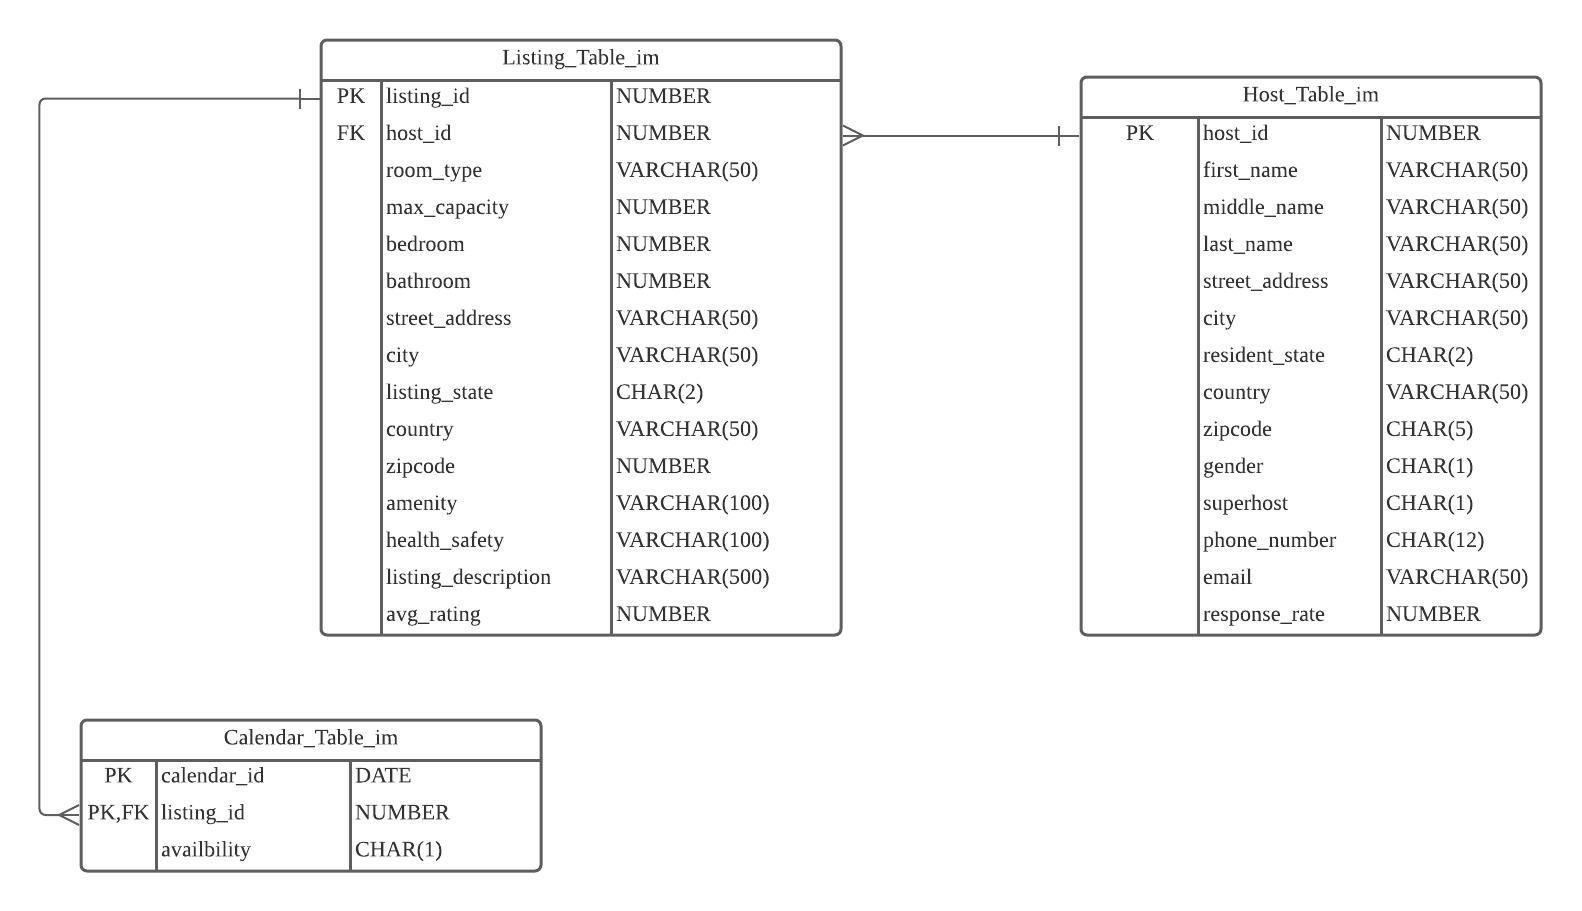 Listing_Table_im
PK listing_id NUMBER
FK host_id NUMBER
room_type VARCHAR(50)
max_capacity NUMBER
bedroom NUMBER
bathroom NUMBER
street_address VARCHAR(50)
city VARCHAR(50)
listing_state CHAR(2)
country VARCHAR(50)
zipcode NUMBER
amenity VARCHAR(100)
health_safety VARCHAR(100)
listing_description VARCHAR(500)
avg_rating NUMBER
Host_Table_im
PK host_id NUMBER
first_name VARCHAR(50)
middle_name VARCHAR(50)
last_name VARCHAR(50)
street_address VARCHAR(50)
city VARCHAR(50)
resident_state CHAR(2)
country VARCHAR(50)
zipcode CHAR(5)
gender CHAR(1)
superhost CHAR(1)
phone_number CHAR(12)
email VARCHAR(50)
response_rate NUMBER
Calendar_Table_im
PK calendar_id DATE
PK,FK listing_id NUMBER
availbility CHAR(1)